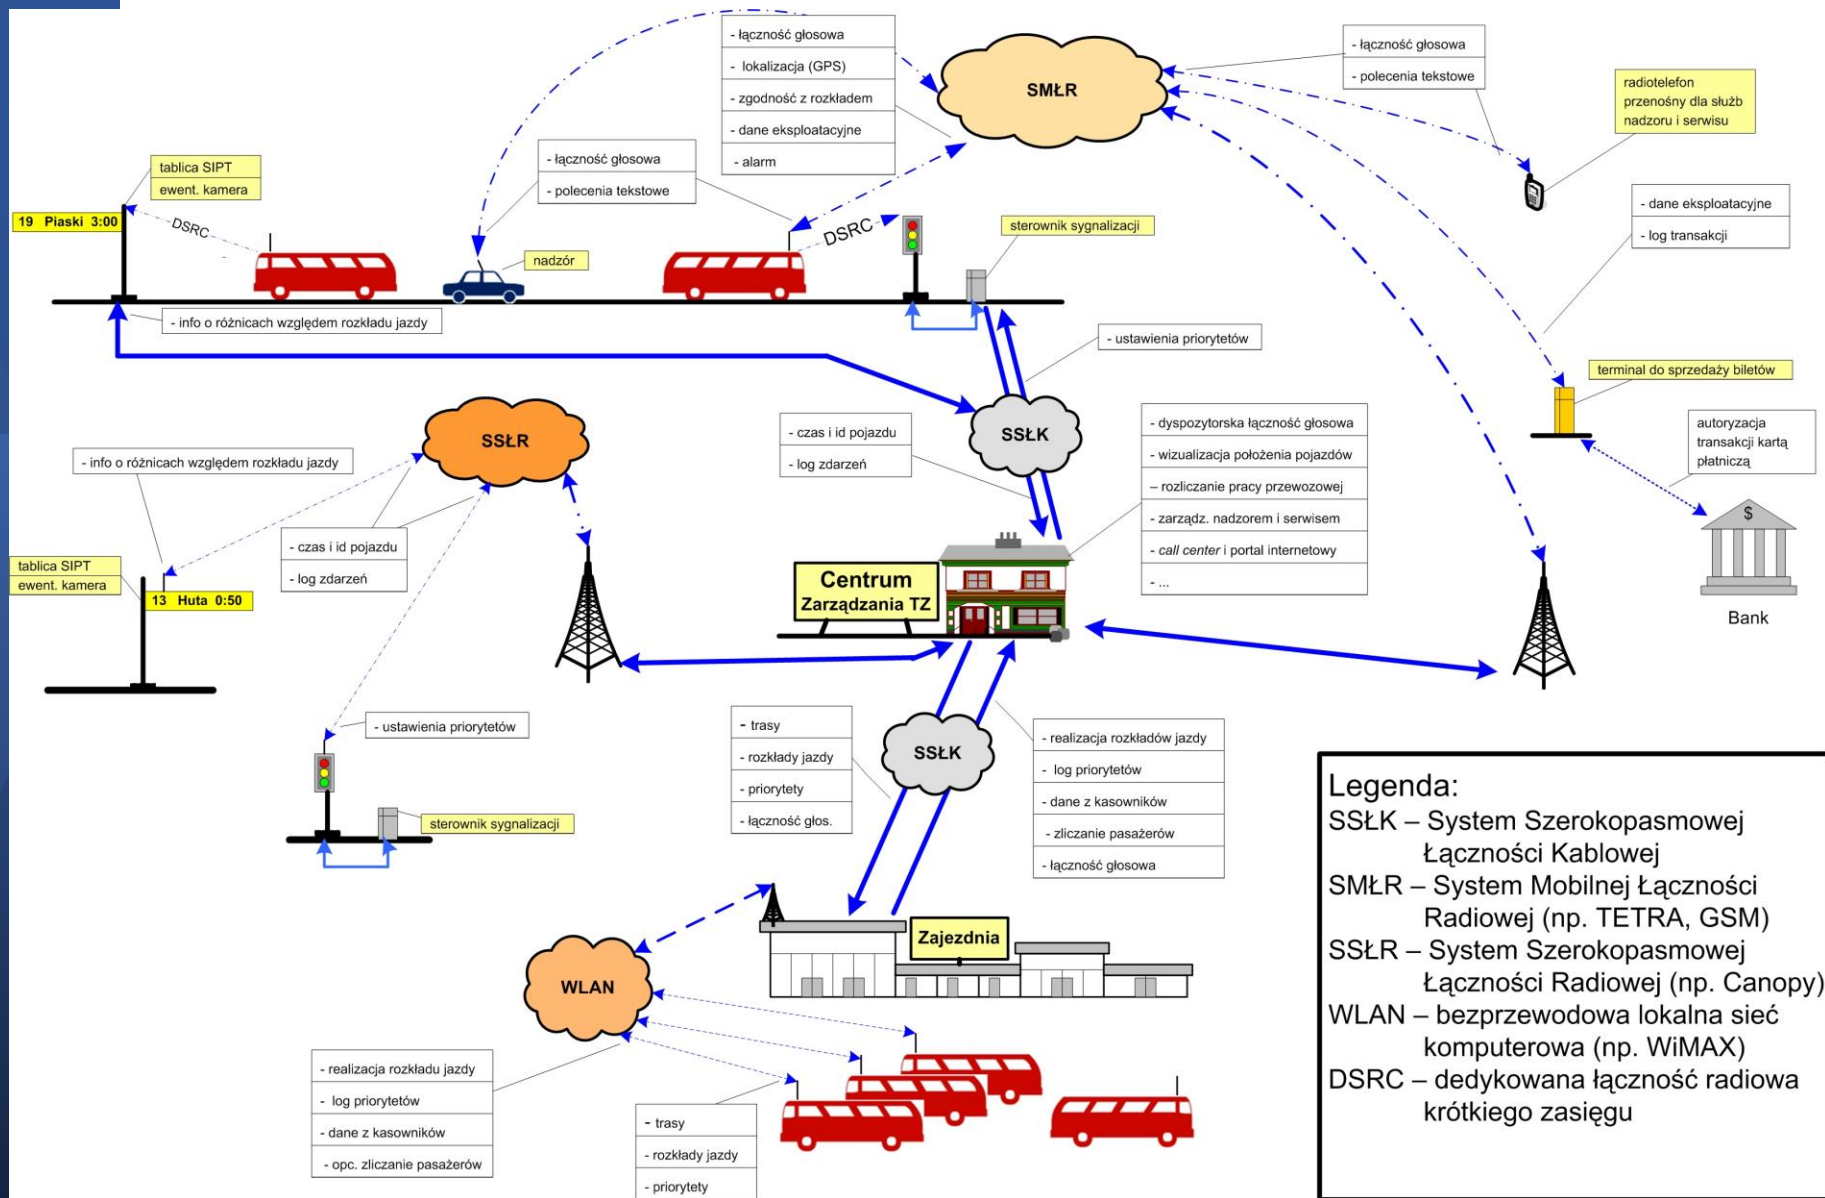 - łączność głosowa
- lokalizacja (GPS)
- zgodność z rozkładem
- dane eksploatacyjne
- alarm
SMŁR
- łączność głosowa
- polecenia tekstowe
radiotelefon
przenośny dla służb
nadzoru i serwisu
tablica SIPT
ewent. kamera
- łączność głosowa
- polecenia tekstowe
19 Piaski 3:00
DSRC
nadzór
DSRC
sterownik sygnalizacji
- dane eksploatacyjne
- log transakcji
- info o różnicach względem rozkładu jazdy
- ustawienia priorytetów
terminal do sprzedaży biletów
SSŁR
SSŁK
- czas i id pojazdu
- log zdarzeń
- dyspozytorska łączność głosowa
- wizualizacja położenia pojazdów
– rozliczanie pracy przewozowej
- zarządz. nadzorem i serwisem
- call center i portal internetowy
- ...
autoryzacja
transakcji kartą
płatniczą
$
Bank
- info o różnicach względem rozkładu jazdy
- czas i id pojazdu
- log zdarzeń
tablica SIPT
ewent. kamera
13 Huta 0:50
Centrum
Zarządzania TZ
- ustawienia priorytetów
sterownik sygnalizacji
- trasy
- rozkłady jazdy
- priorytety
- łączność głos.
SSŁK
- realizacja rozkładów jazdy
- log priorytetów
- dane z kasowników
- zliczanie pasażerów
- łączność głosowa
Zajezdnia
WLAN
- realizacja rozkładu jazdy
- log priorytetów
- dane z kasowników
- opc. zliczanie pasażerów
- trasy
- rozkłady jazdy
- priorytety
Legenda:
SSŁK – System Szerokopasmowej
Łączności Kablowej
SMŁR – System Mobilnej Łączności
Radiowej (np. TETRA, GSM)
SSŁR – System Szerokopasmowej
Łączności Radiowej (np. Canopy)
WLAN – bezprzewodowa lokalna sieć
komputerowa (np. WiMAX)
DSRC – dedykowana łączność radiowa
krótkiego zasięgu